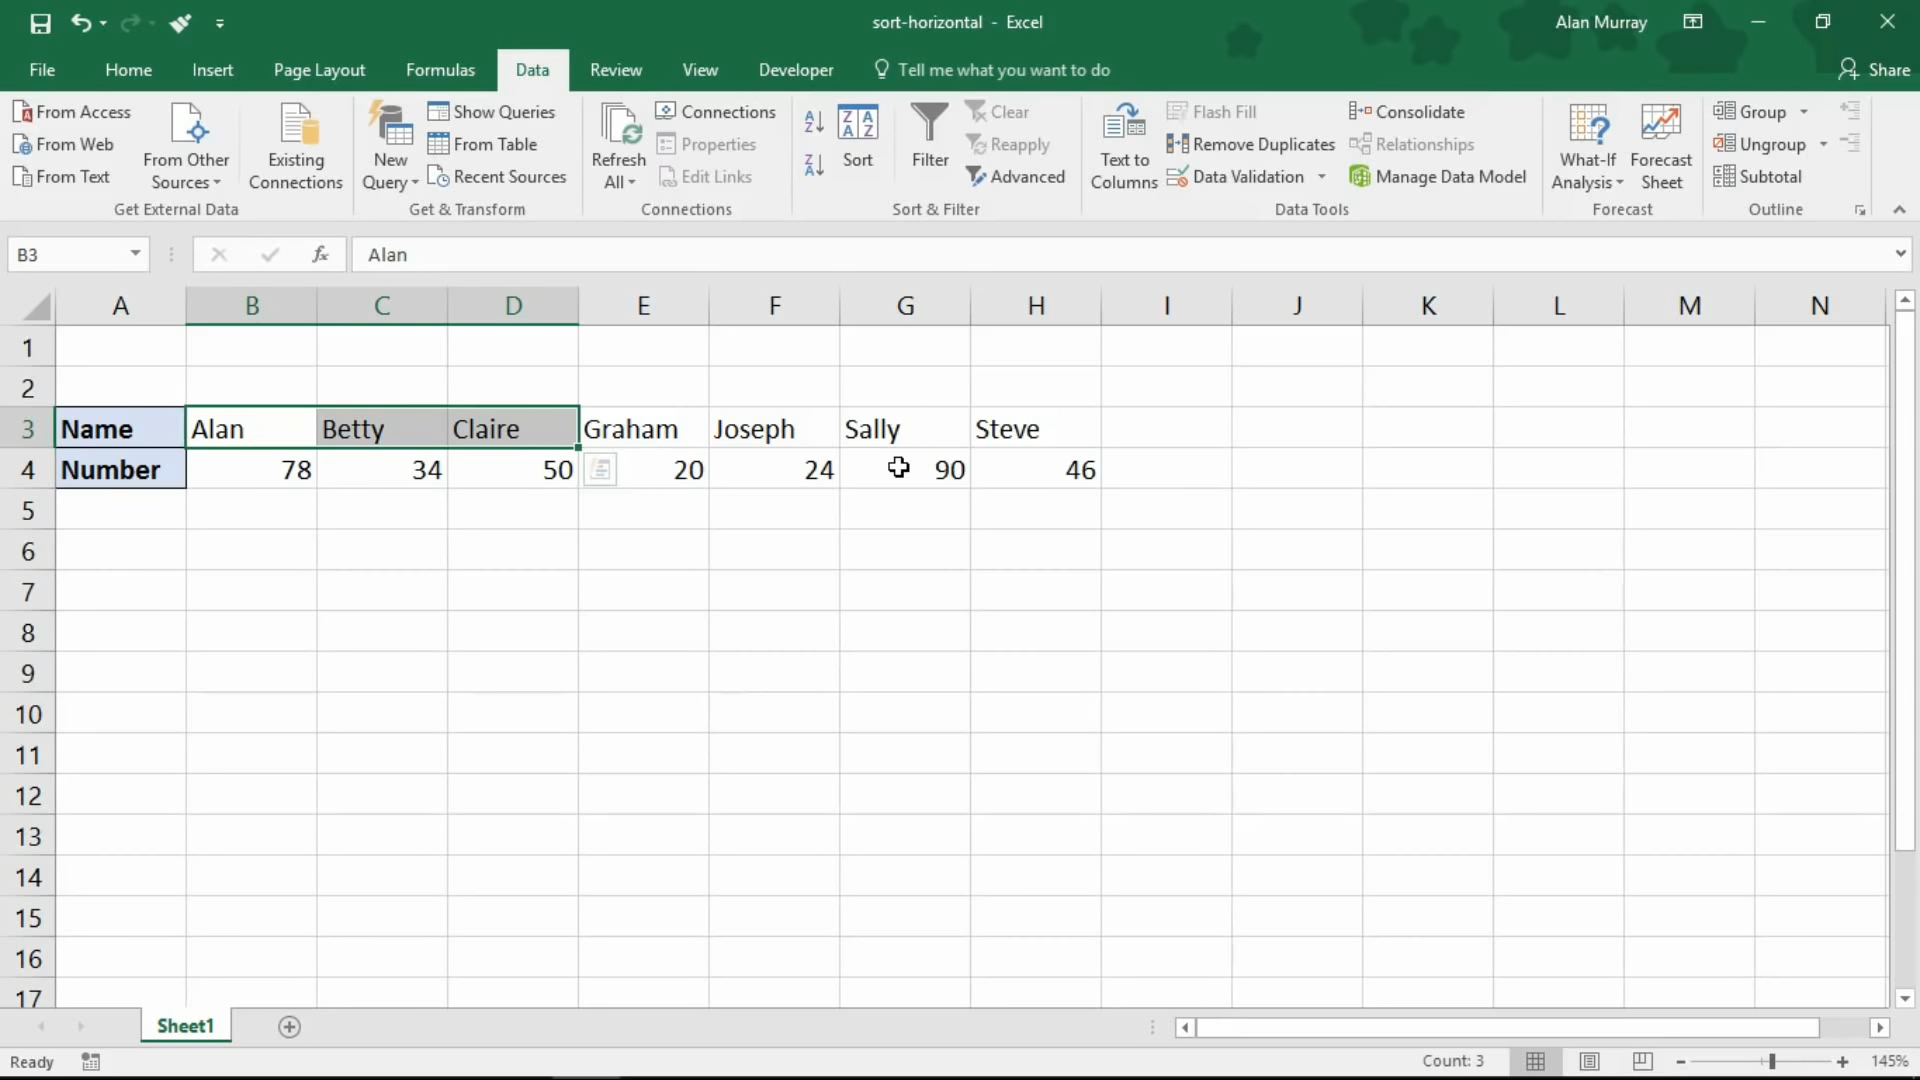 sort-horizontal - Excel
Alan Murray
File Home Insert Page Layout Formulas Data Review View Developer Tell me what you want to do Share
From Access
From Web
From Text
From Other Sources
Existing Connections
Get External Data
New Query
Show Queries
From Table
Recent Sources
Get & Transform
Refresh All
Connections
Properties
Edit Links
Connections
Sort
Filter
Clear
Reapply
Advanced
Sort & Filter
Text to Columns
Flash Fill
Remove Duplicates
Data Validation
Consolidate
Relationships
Manage Data Model
Data Tools
What-If Analysis
Forecast Sheet
Forecast
Group
Ungroup
Subtotal
Outline
B3 fx Alan
A B C D E F G H I J K L M N
1
2
3 Name Alan Betty Claire Graham Joseph Sally Steve
4 Number 78 34 50 20 24 90 46
5
6
7
8
9
10
11
12
13
14
15
16
17
Sheet1
Ready Count: 3 145%